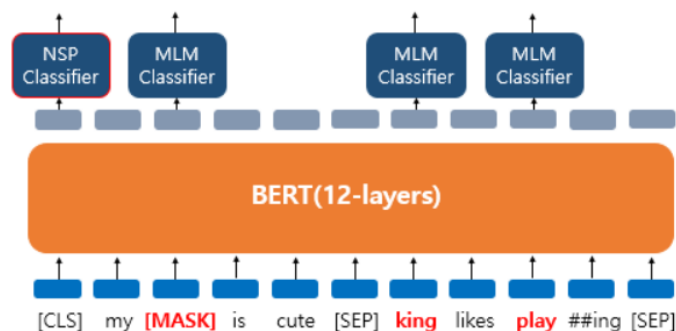 NSP Classifier MLM Classifier MLM Classifier MLM Classifier
BERT(12-layers)
[CLS] my [MASK] is cute [SEP] king likes play ##ing [SEP]